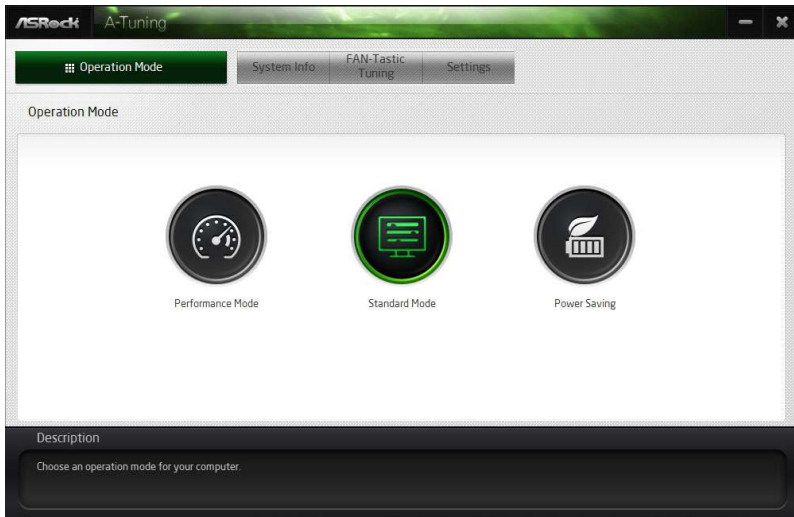 ASRock A-Tuning
Operation Mode
System Info
FAN-Tastic
Tuning
Settings
Operation Mode
Performance Mode
Standard Mode
Power Saving
Description
Choose an operation mode for your computer.